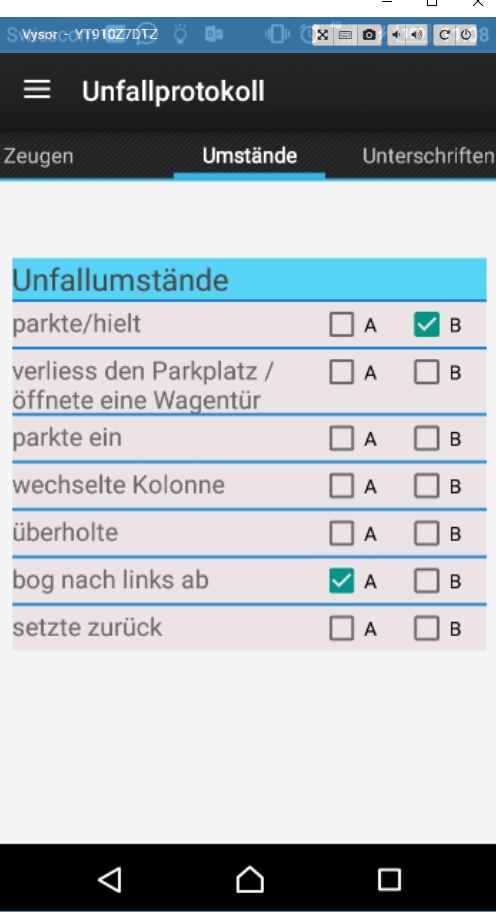 Vysor - YT910Z7DTZ
Unfallprotokoll
Zeugen Umstände Unterschriften
Unfallumstände
parkte/hielt A B
verliess den Parkplatz / A B
öffnete eine Wagentür
parkte ein A B
wechselte Kolonne A B
überholte A B
bog nach links ab A B
setzte zurück A B